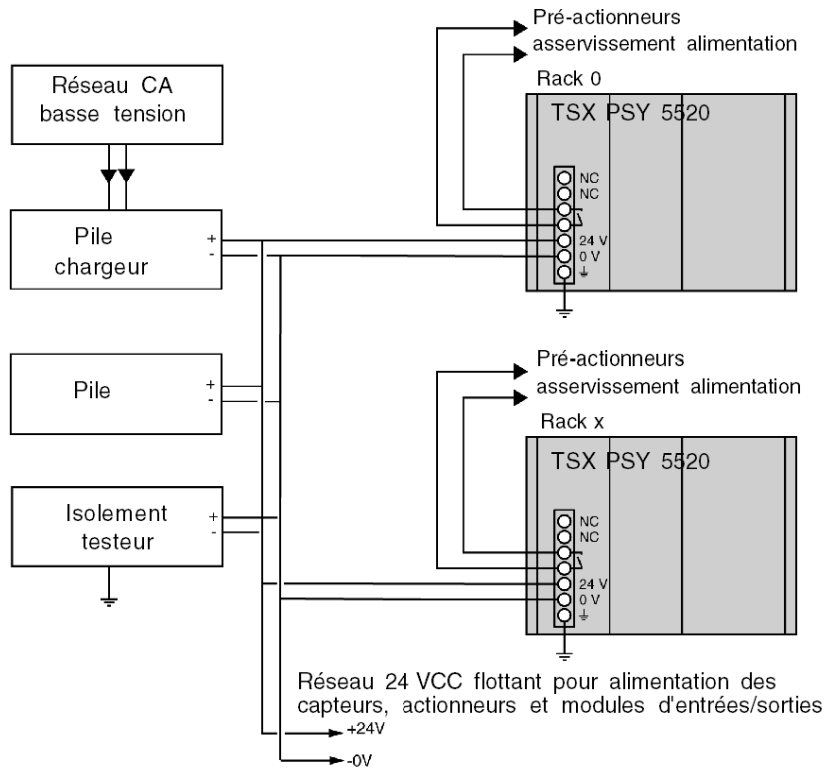 Pré-actionneurs
asservissement alimentation
Rack 0
Réseau CA
basse tension
TSX PSY 5520
NC
NC
Pile
chargeur
+
-
24 V
0 V
Pile
+
-
Pré-actionneurs
asservissement alimentation
Rack x
TSX PSY 5520
Isolement
testeur
+
-
NC
NC
24 V
0 V
Réseau 24 VCC flottant pour alimentation des
capteurs, actionneurs et modules d'entrées/sorties
+24V
-0V